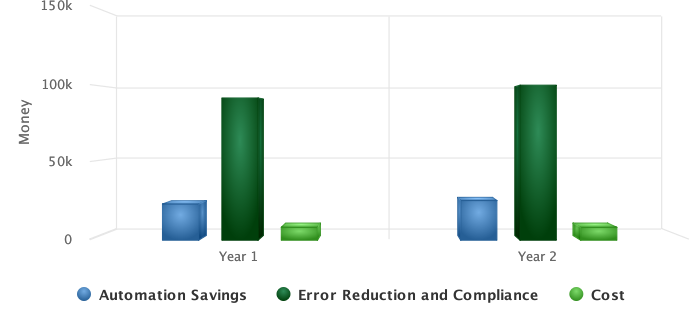 150k
100k
Money
50k
0
Year 1 Year 2
Automation Savings Error Reduction and Compliance Cost